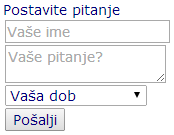 Postavite pitanje
Vaše ime
Vaše pitanje?
Vaša dob
Pošalji